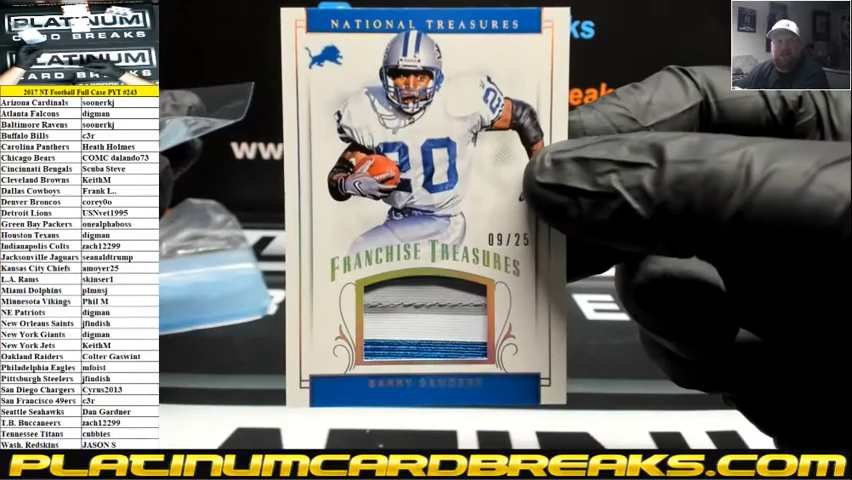 PLATINUM
CARD BREAKS
PLATINUM
CARD BREAKS
2017 NT Football Full Case PYT #243
Arizona Cardinals soonerkj
Atlanta Falcons digman
Baltimore Ravens soonerkj
Buffalo Bills c3r
Carolina Panthers Heath Holmes
Chicago Bears COMC dalando73
Cincinnati Bengals Scuba Steve
Cleveland Browns KeithM
Dallas Cowboys Frank L..
Denver Broncos corey0o
Detroit Lions USNvet1995
Green Bay Packers onealphaboss
Houston Texans digman
Indianapolis Colts zach12299
Jacksonville Jaguars seanaldtrump
Kansas City Chiefs amoyer25
L.A. Rams skinser1
Miami Dolphins plmnsj
Minnesota Vikings Phil M
NE Patriots digman
New Orleans Saints jfindish
New York Giants digman
New York Jets KeithM
Oakland Raiders Colter Gaswint
Philadelphia Eagles mfoist
Pittsburgh Steelers jfindish
San Diego Chargers Cyrus2013
San Francisco 49ers c3r
Seattle Seahawks Dan Gardner
T.B. Buccaneers zach12299
Tennessee Titans cubbies
Wash. Redskins JASON S
NATIONAL TREASURES
20
20
09/25
FRANCHISE TREASURES
BARRY SANDERS
ks
eaks
www
PLATINUMCARDBREAKS.COM